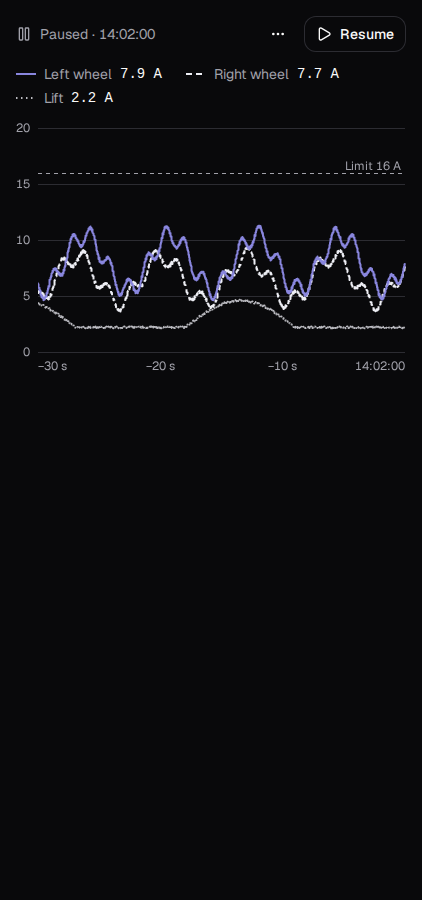 Paused · 14:02:00
Resume
Left wheel 7.9 A
Right wheel 7.7 A
Lift 2.2 A
20
Limit 16 A
15
10
5
0
−30 s
−20 s
−10 s
14:02:00